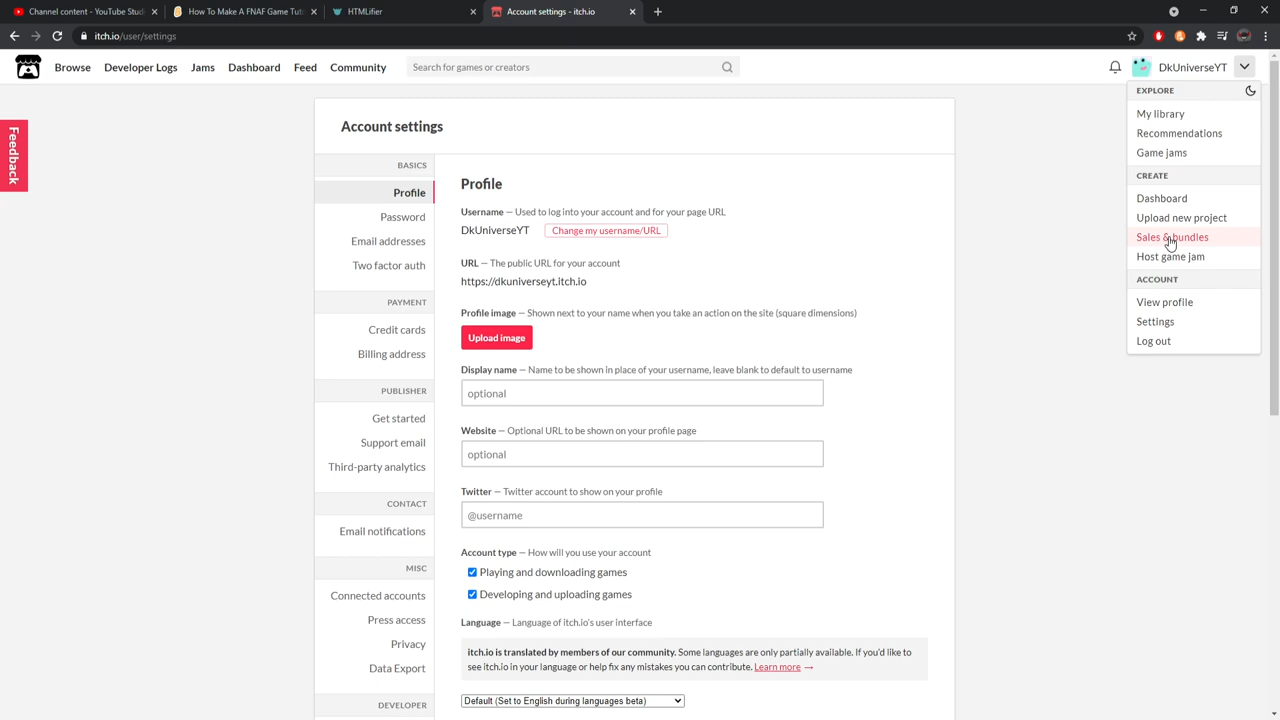 Channel content - YouTube Studi
How To Make A FNAF Game Tuto
HTMLifier
Account settings - itch.io
itch.io/user/settings
Browse
Developer Logs
Jams
Dashboard
Feed
Community
Search for games or creators
DkUniverseYT
Feedback
Account settings
BASICS
Profile
Password
Email addresses
Two factor auth
PAYMENT
Credit cards
Billing address
PUBLISHER
Get started
Support email
Third-party analytics
CONTACT
Email notifications
MISC
Connected accounts
Press access
Privacy
Data Export
DEVELOPER
Profile
Username — Used to log into your account and for your page URL
DkUniverseYT
Change my username/URL
URL — The public URL for your account
https://dkuniverseyt.itch.io
Profile image — Shown next to your name when you take an action on the site (square dimensions)
Upload image
Display name — Name to be shown in place of your username, leave blank to default to username
optional
Website — Optional URL to be shown on your profile page
optional
Twitter — Twitter account to show on your profile
@username
Account type — How will you use your account
Playing and downloading games
Developing and uploading games
Language — Language of itch.io's user interface
itch.io is translated by members of our community. Some languages are only partially available. If you'd like to
see itch.io in your language or help fix any mistakes you can contribute. Learn more →
Default (Set to English during languages beta)
EXPLORE
My library
Recommendations
Game jams
CREATE
Dashboard
Upload new project
Sales & bundles
Host game jam
ACCOUNT
View profile
Settings
Log out